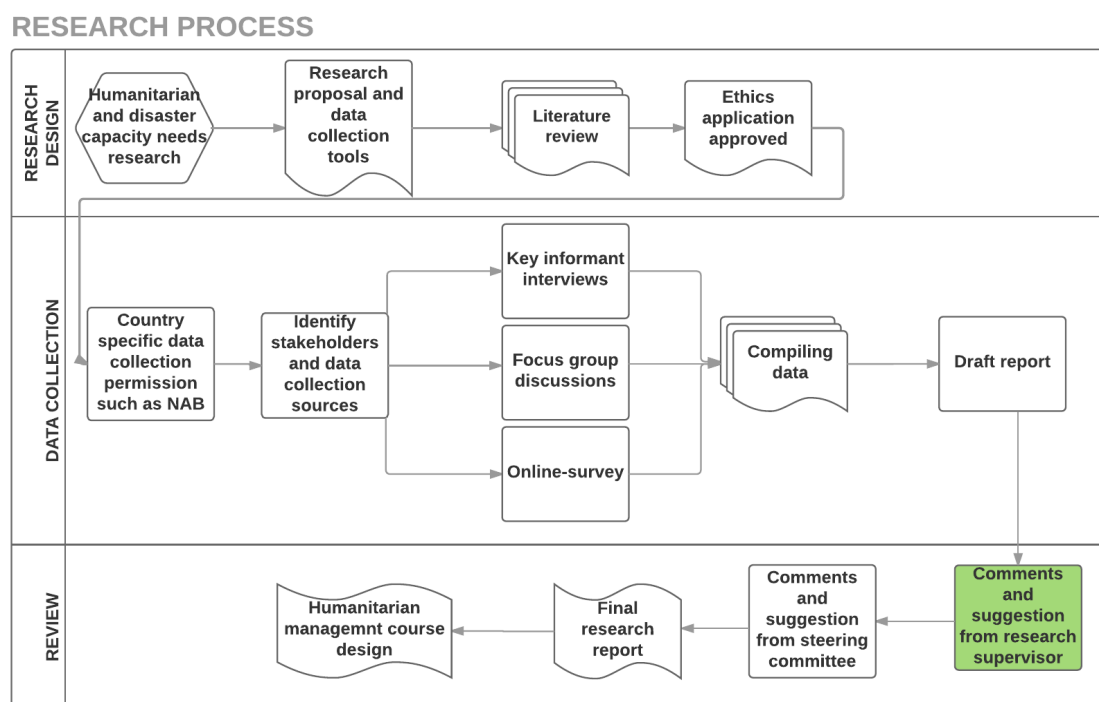 RESEARCH PROCESS
RESEARCH
DESIGN
Humanitarian
and disaster
capacity needs
research
Research
proposal and
data
collection
tools
Literature
review
Ethics
application
approved
DATA COLLECTION
Country
specific data
collection
permission
such as NAB
Identify
stakeholders
and data
collection
sources
Key informant
interviews
Focus group
discussions
Online-survey
Compiling
data
Draft report
REVIEW
Humanitarian
managemnt course
design
Final
research
report
Comments
and
suggestion
from steering
committee
Comments
and
suggestion
from research
supervisor